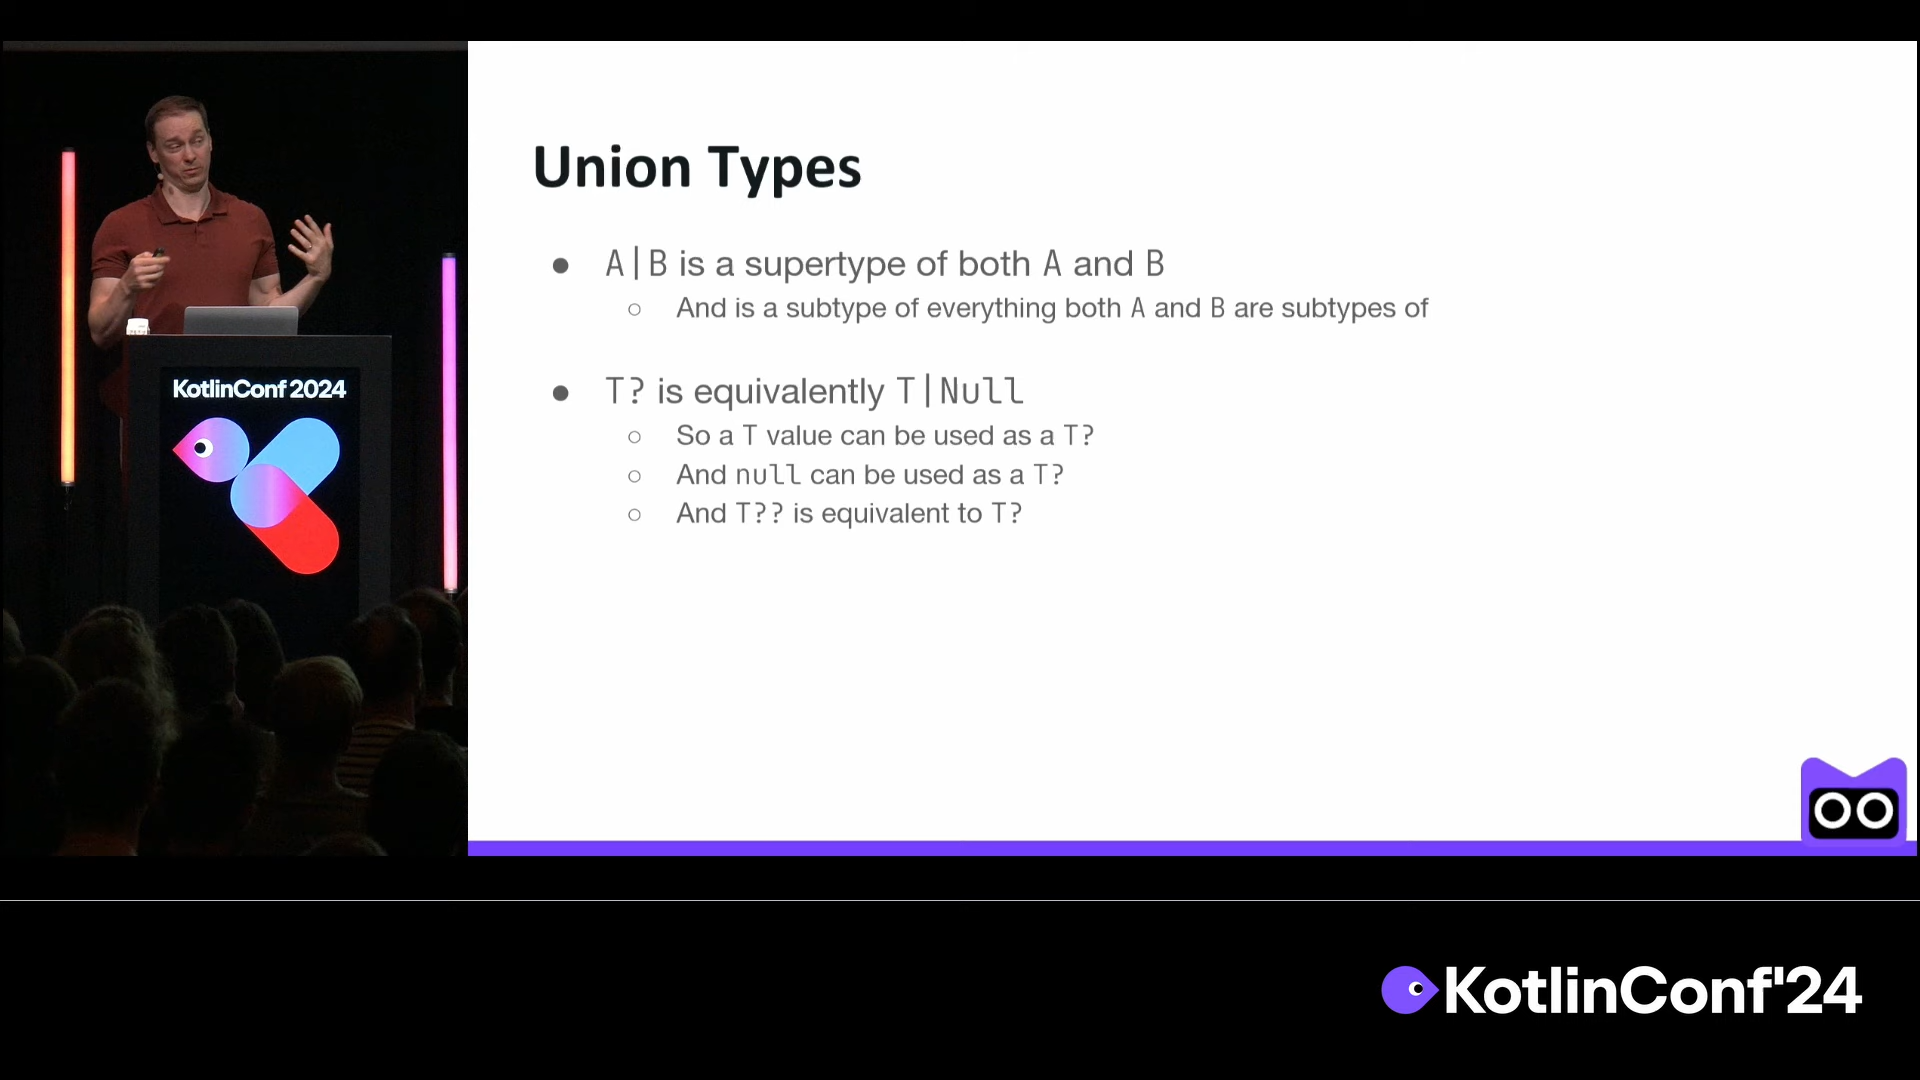 Union Types
● A|B is a supertype of both A and B
○ And is a subtype of everything both A and B are subtypes of
● T? is equivalently T|Null
○ So a T value can be used as a T?
○ And null can be used as a T?
○ And T?? is equivalent to T?
KotlinConf 2024
KotlinConf'24